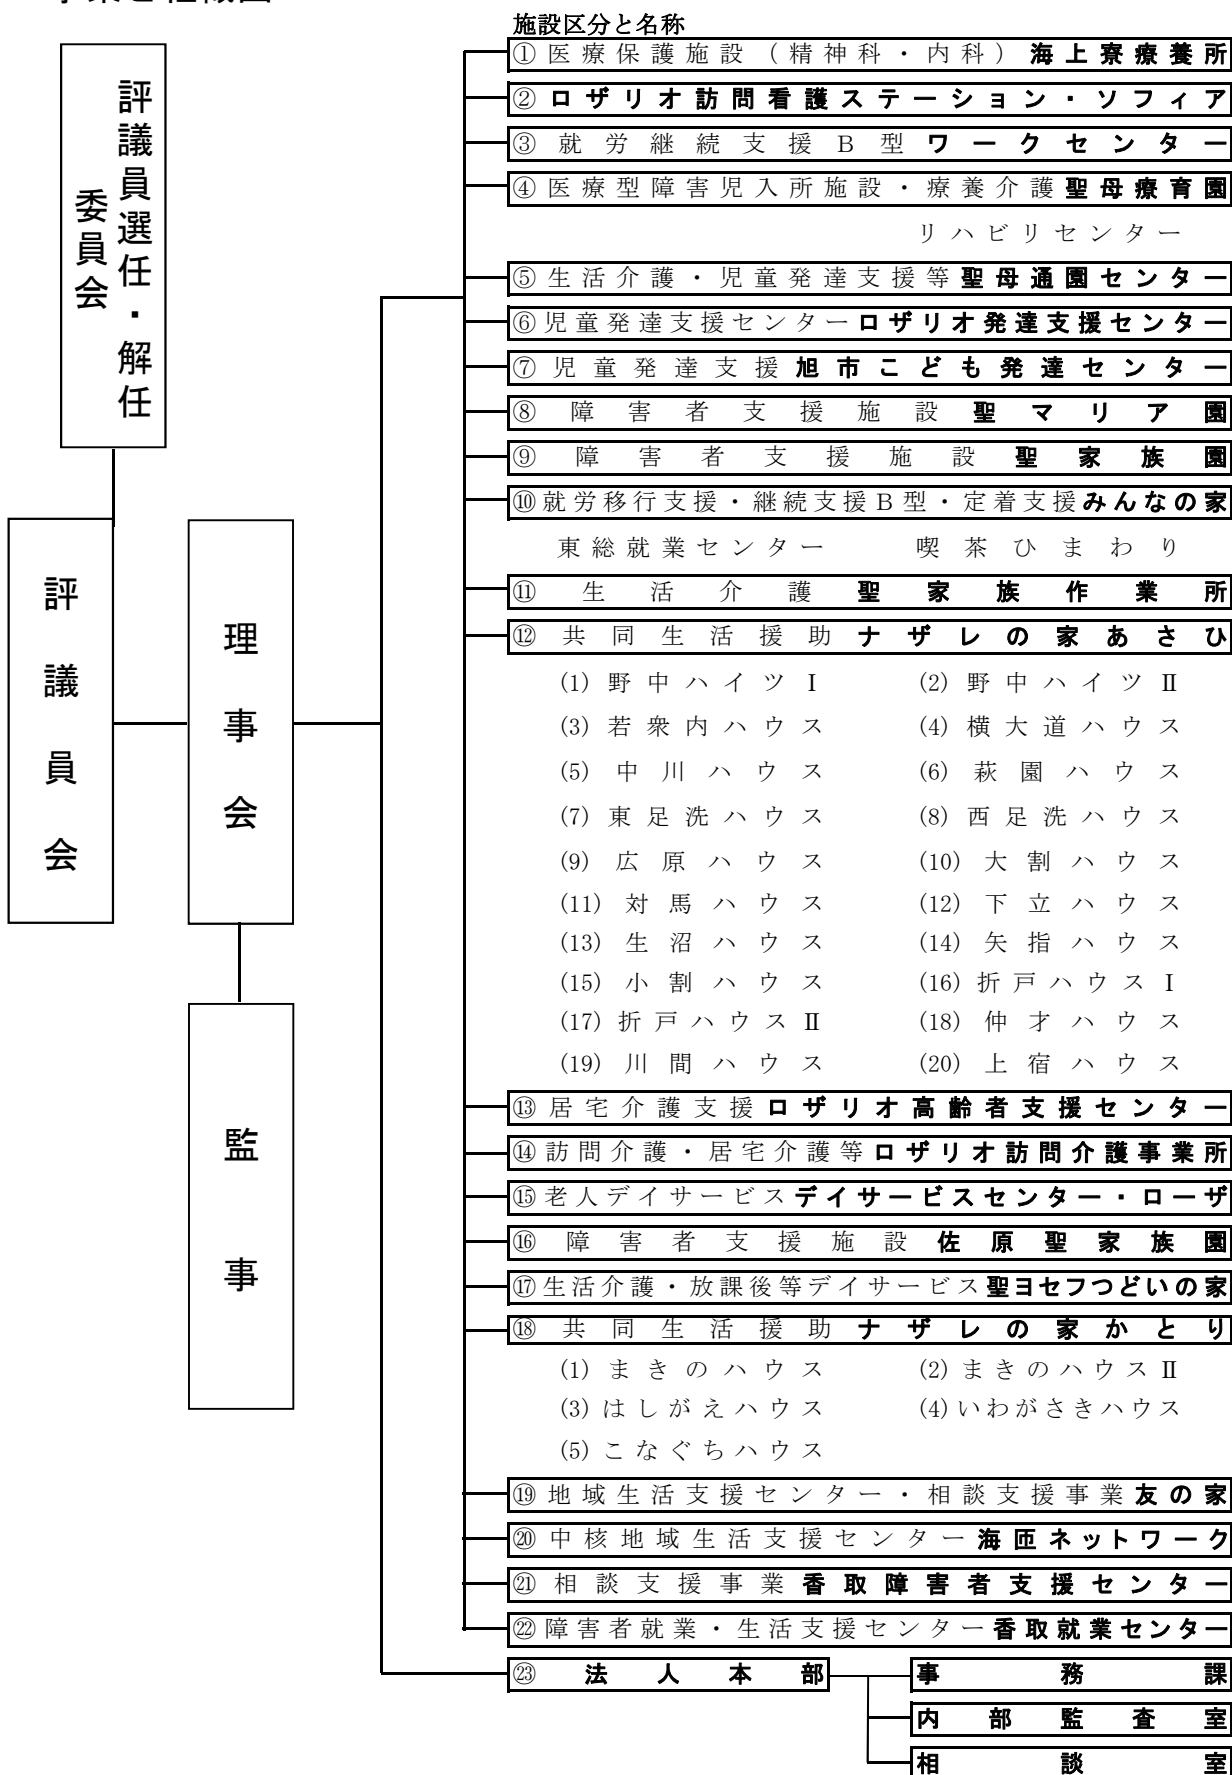 施設区分と名称
①医療保護施設（精神科・内科）海上寮療養所
②ロザリオ訪問看護ステーション・ソフィア
③就労継続支援B型ワークセンター
④医療型障害児入所施設・療養介護聖母療育園
リハビリセンター
⑤生活介護・児童発達支援等聖母通園センター
⑥児童発達支援センターロザリオ発達支援センター
⑦児童発達支援旭市こども発達センター
⑧障害者支援施設聖マリア園
⑨障害者支援施設聖家族園
⑩就労移行支援・継続支援B型・定着支援みんなの家
東総就業センター 喫茶ひまわり
⑪生活介護聖家族作業所
⑫共同生活援助ナザレの家あさひ
(1) 野中ハイツⅠ (2) 野中ハイツⅡ
(3) 若衆内ハウス (4) 横大道ハウス
(5) 中川ハウス (6) 萩園ハウス
(7) 東足洗ハウス (8) 西足洗ハウス
(9) 広原ハウス (10) 大割ハウス
(11) 対馬ハウス (12) 下立ハウス
(13) 生沼ハウス (14) 矢指ハウス
(15) 小割ハウス (16) 折戸ハウスⅠ
(17) 折戸ハウスⅡ (18) 仲才ハウス
(19) 川間ハウス (20) 上宿ハウス
⑬居宅介護支援ロザリオ高齢者支援センター
⑭訪問介護・居宅介護等ロザリオ訪問介護事業所
⑮老人デイサービスデイサービスセンター・ローザ
⑯障害者支援施設佐原聖家族園
⑰生活介護・放課後等デイサービス聖ヨセフつどいの家
⑱共同生活援助ナザレの家かとり
(1) まきのハウス (2) まきのハウスⅡ
(3) はしがえハウス (4) いわがさきハウス
(5) こなぐちハウス
⑲地域生活支援センター・相談支援事業友の家
⑳中核地域生活支援センター海匝ネットワーク
㉑相談支援事業香取障害者支援センター
㉒障害者就業・生活支援センター香取就業センター
㉓法人本部
事務課
内部監査室
相談室
評議員選任・解任
委員会
評議員会
理事会
監事